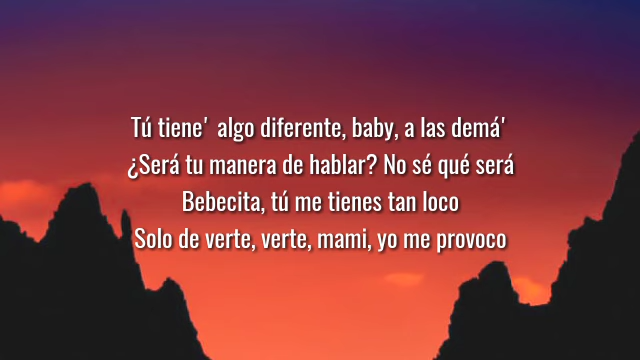 Tú tiene' algo diferente, baby, a las demá'
¿Será tu manera de hablar? No sé qué será
Bebecita, tú me tienes tan loco
Solo de verte, verte, mami, yo me provoco